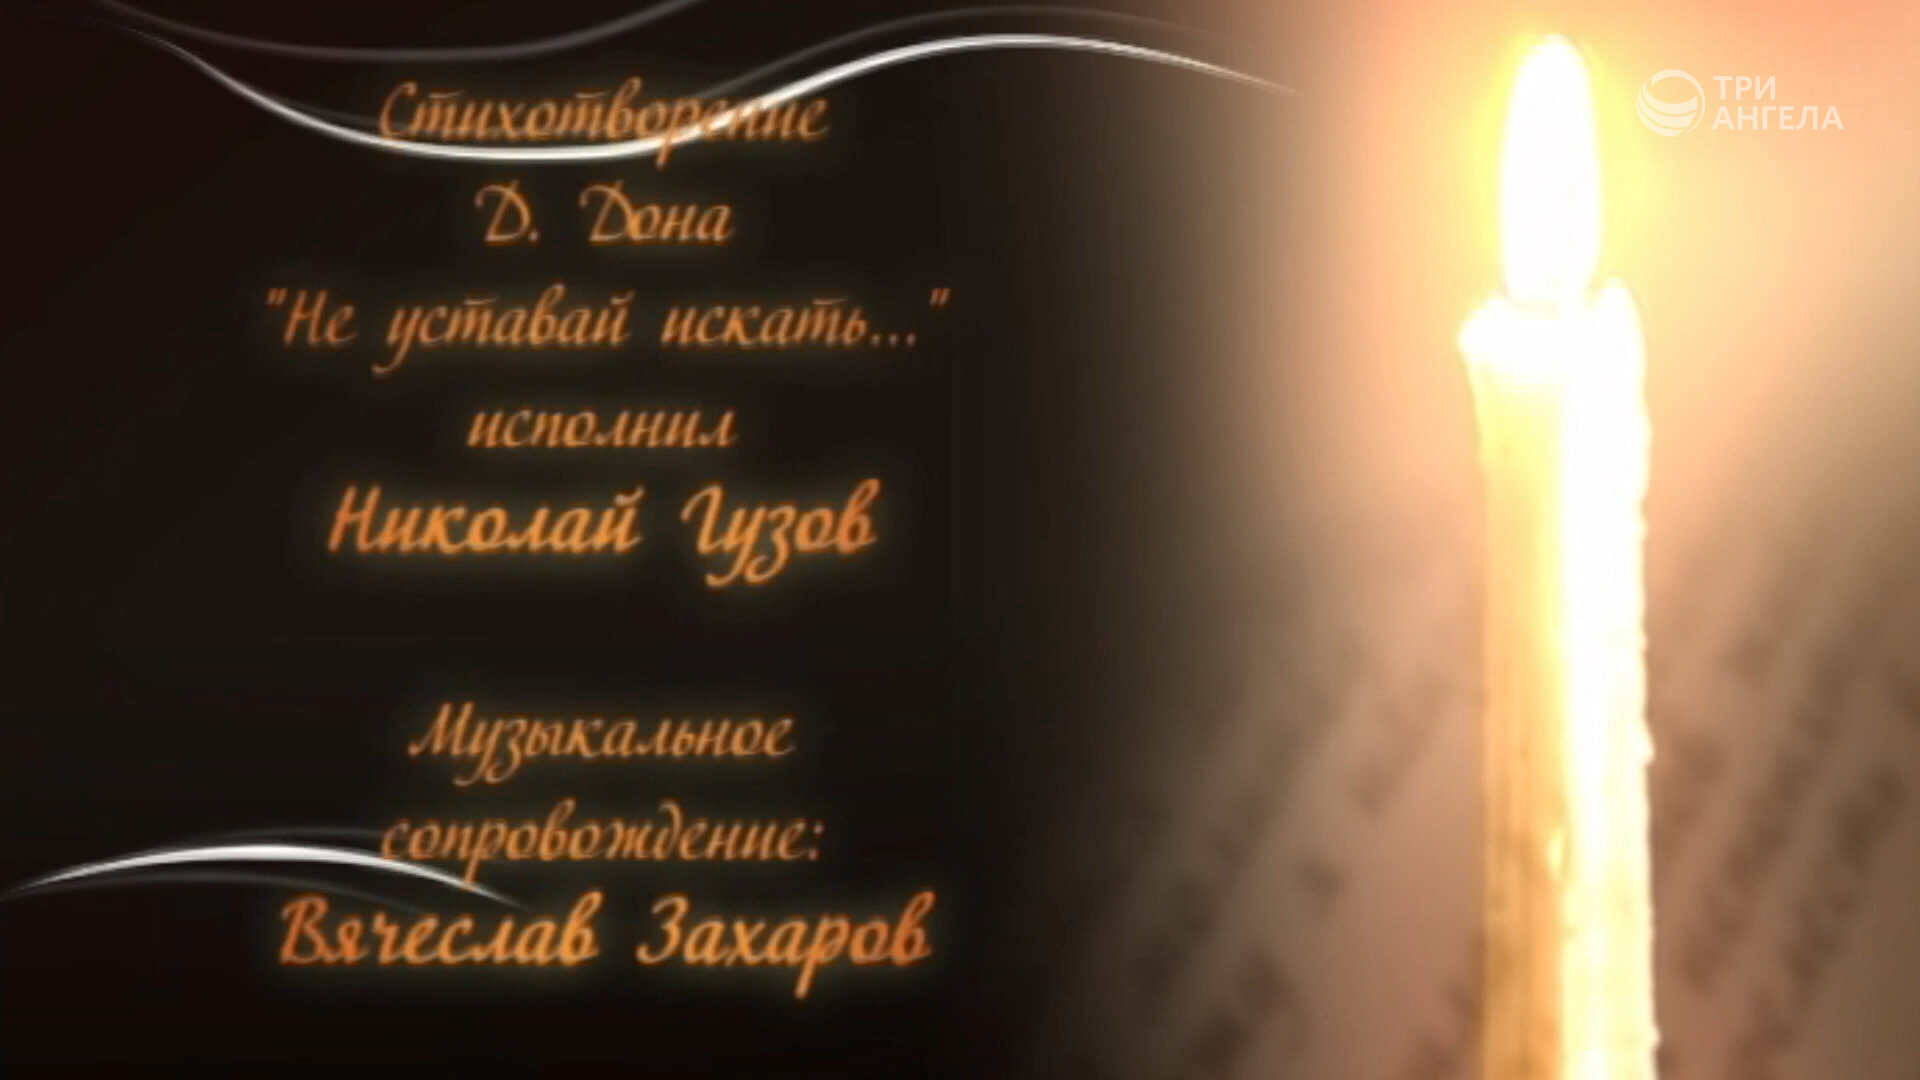 Стихотворение
Д. Дона
"Не уставай искать..."
исполнил
Николай Гузов
Музыкальное
сопровождение:
Вячеслав Захаров
ТРИ
АНГЕЛА